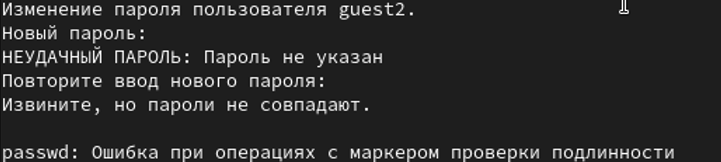 Изменение пароля пользователя guest2.
Новый пароль:
НЕУДАЧНЫЙ ПАРОЛЬ: Пароль не указан
Повторите ввод нового пароля:
Извините, но пароли не совпадают.
passwd: Ошибка при операциях с маркером проверки подлинности